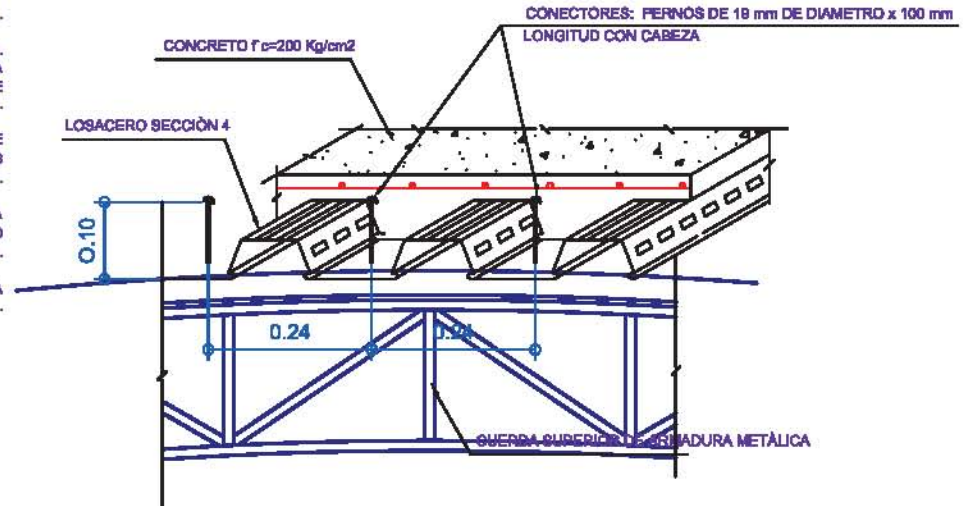 CONECTORES: PERNOS DE 19 mm DE DIAMETRO x 100 mm
LONGITUD CON CABEZA
CONCRETO f'c=200 Kg/cm2
LOSACERO SECCIÓN 4
0.10
0.24
0.24
CUERDA SUPERIOR DE ARMADURA METÀLICA